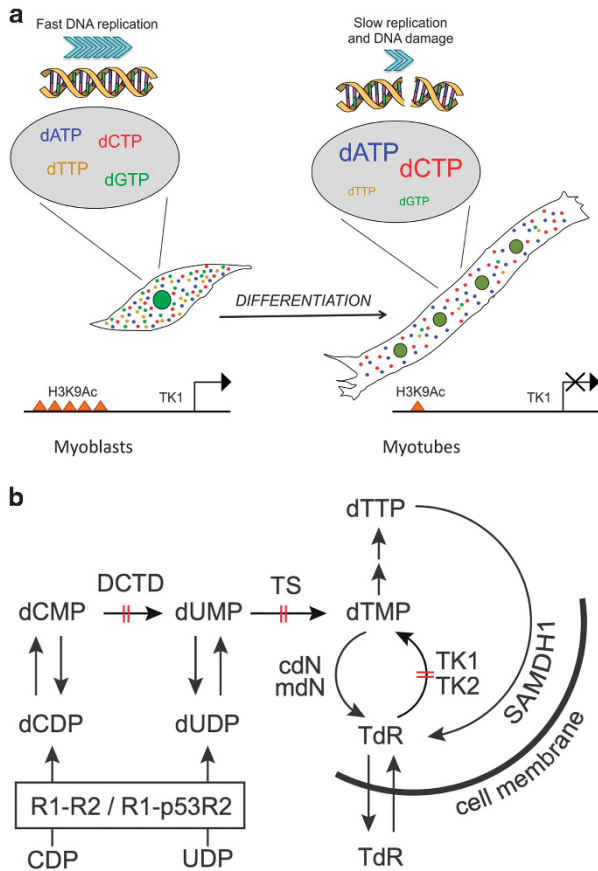 a
Fast DNA replication
dATP
dCTP
dTTP
dGTP
Slow replication
and DNA damage
dATP
dCTP
dTTP
dGTP
DIFFERENTIATION
H3K9Ac
TK1
H3K9Ac
TK1
Myoblasts
Myotubes
b
dTTP
DCTD
TS
dCMP
dUMP
dTMP
cdN
mdN
TK1
TK2
SAMDH1
dCDP
dUDP
TdR
cell membrane
R1-R2 / R1-p53R2
CDP
UDP
TdR